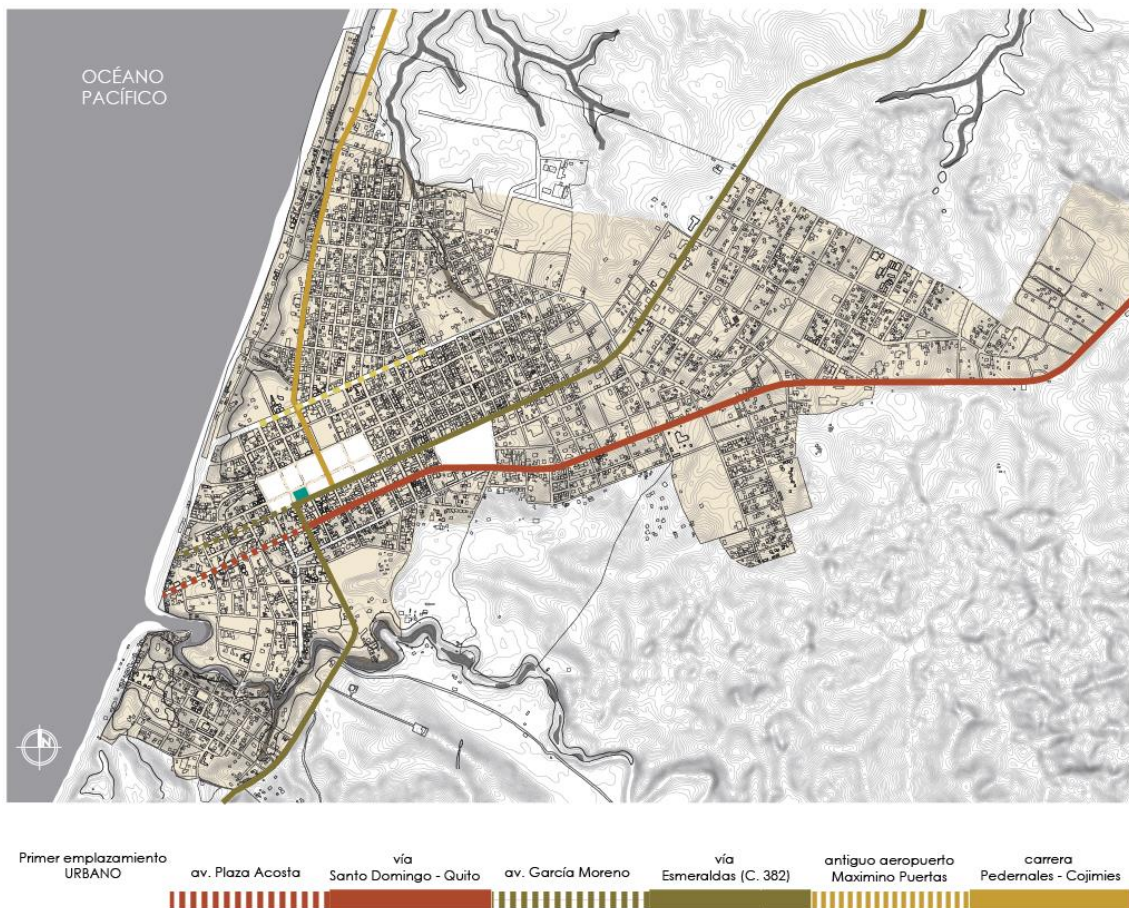 OCÉANO
PACÍFICO
N
Primer emplazamiento
URBANO
av. Plaza Acosta
vía
Santo Domingo - Quito
av. García Moreno
vía
Esmeraldas (C. 382)
antiguo aeropuerto
Maximino Puertas
carrera
Pedernales - Cojimies